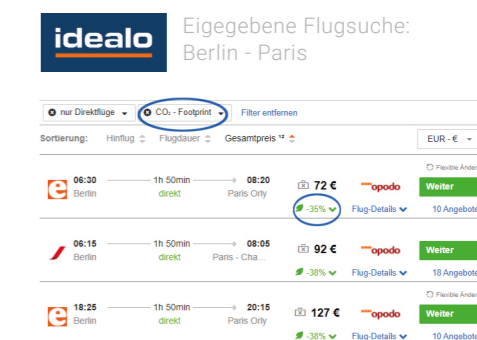 idealo
Eigegebene Flugsuche:
Berlin - Paris
nur Direktflüge CO₂ - Footprint Filter entfernen
Sortierung: Hinflug Flugdauer Gesamtpreis ¹² EUR - €
Flexible Änder
06:30 1h 50min 08:20 72 € opodo Weiter
Berlin direkt Paris Orly
-35% Flug-Details 10 Angebote
06:15 1h 50min 08:05 92 € opodo Weiter
Berlin direkt Paris - Cha...
-38% Flug-Details 18 Angebote
Flexible Änder
18:25 1h 50min 20:15 127 € opodo Weiter
Berlin direkt Paris Orly
-38% Flug-Details 10 Angebote